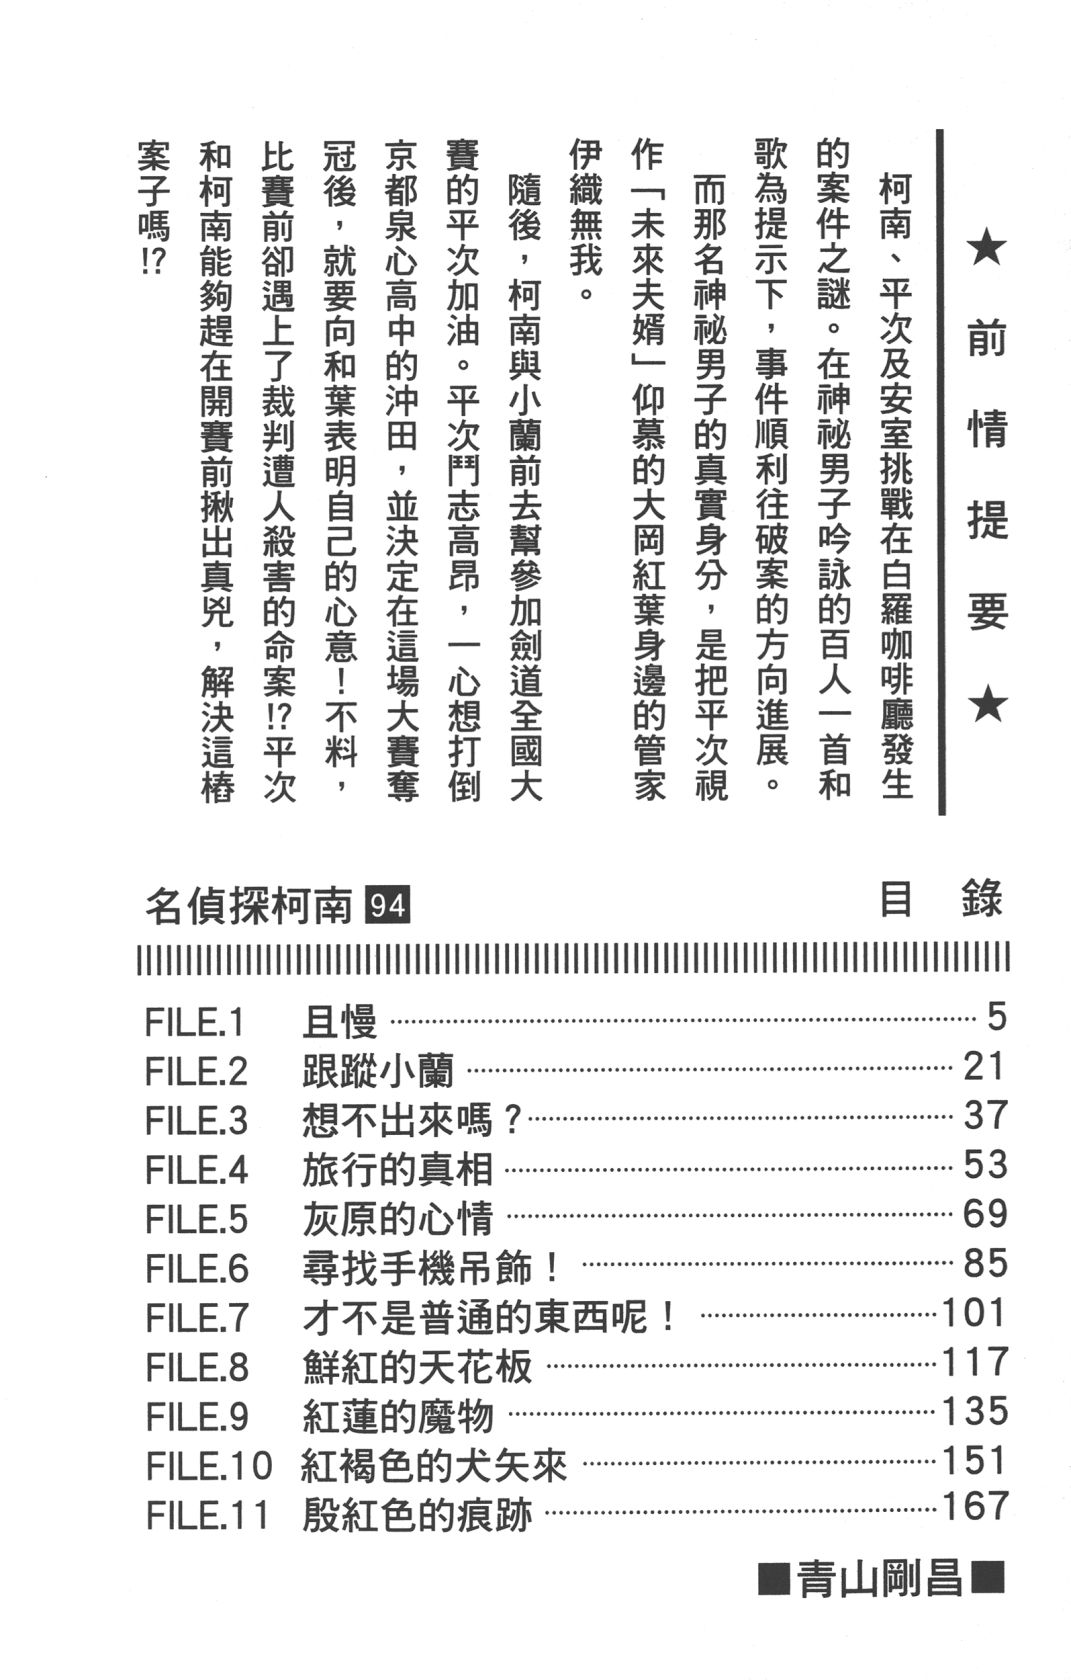 ★前情提要★
柯南、平次及安室挑戰在白羅咖啡廳發生
的案件之謎。在神祕男子吟詠的百人一首和
歌為提示下，事件順利往破案的方向進展。
而那名神祕男子的真實身分，是把平次視
作「未來夫婿」仰慕的大岡紅葉身邊的管家
伊織無我。
隨後，柯南與小蘭前去幫參加劍道全國大
賽的平次加油。平次鬥志高昂，一心想打倒
京都泉心高中的沖田，並決定在這場大賽奪
冠後，就要向和葉表明自己的心意！不料，
比賽前卻遇上了裁判遭人殺害的命案!?平次
和柯南能夠趕在開賽前揪出真兇，解決這樁
案子嗎!?
名偵探柯南 94 目 錄
FILE.1 且慢 5
FILE.2 跟蹤小蘭 21
FILE.3 想不出來嗎？ 37
FILE.4 旅行的真相 53
FILE.5 灰原的心情 69
FILE.6 尋找手機吊飾！ 85
FILE.7 才不是普通的東西呢！ 101
FILE.8 鮮紅的天花板 117
FILE.9 紅蓮的魔物 135
FILE.10 紅褐色的犬矢來 151
FILE.11 殷紅色的痕跡 167
■青山剛昌■